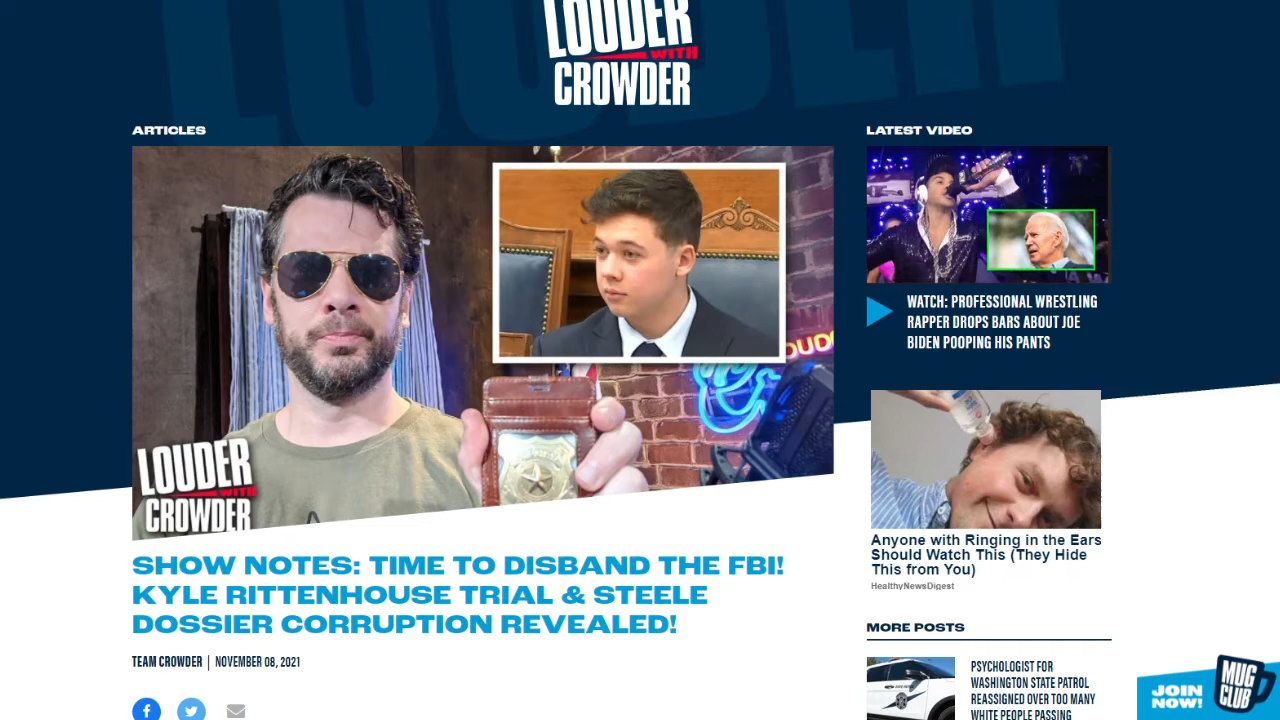 LOUDER
WITH
CROWDER
ARTICLES
LATEST VIDEO
LOUDER
WITH
CROWDER
WATCH: PROFESSIONAL WRESTLING
RAPPER DROPS BARS ABOUT JOE
BIDEN POOPING HIS PANTS
Anyone with Ringing in the Ears
Should Watch This (They Hide
This from You)
HealthyNewsDigest
SHOW NOTES: TIME TO DISBAND THE FBI!
KYLE RITTENHOUSE TRIAL & STEELE
DOSSIER CORRUPTION REVEALED!
TEAM CROWDER | NOVEMBER 08, 2021
MORE POSTS
PSYCHOLOGIST FOR
WASHINGTON STATE PATROL
REASSIGNED OVER TOO MANY
WHITE PEOPLE PASSING
JOIN
NOW!
MUG
CLUB